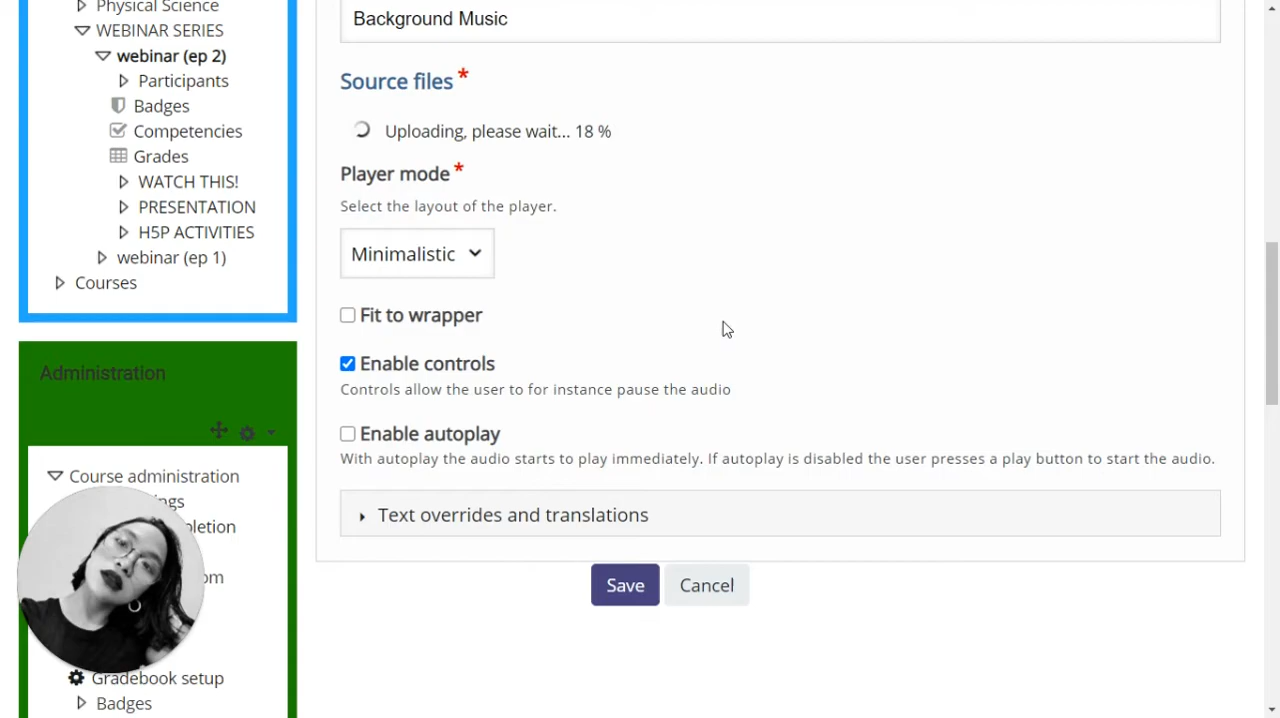 Physical Science
WEBINAR SERIES
webinar (ep 2)
Participants
Badges
Competencies
Grades
WATCH THIS!
PRESENTATION
H5P ACTIVITIES
webinar (ep 1)
Courses
Administration
Course administration
ngs
pletion
om
Gradebook setup
Badges
Background Music
Source files *
Uploading, please wait... 18 %
Player mode *
Select the layout of the player.
Minimalistic
Fit to wrapper
Enable controls
Controls allow the user to for instance pause the audio
Enable autoplay
With autoplay the audio starts to play immediately. If autoplay is disabled the user presses a play button to start the audio.
Text overrides and translations
Save Cancel